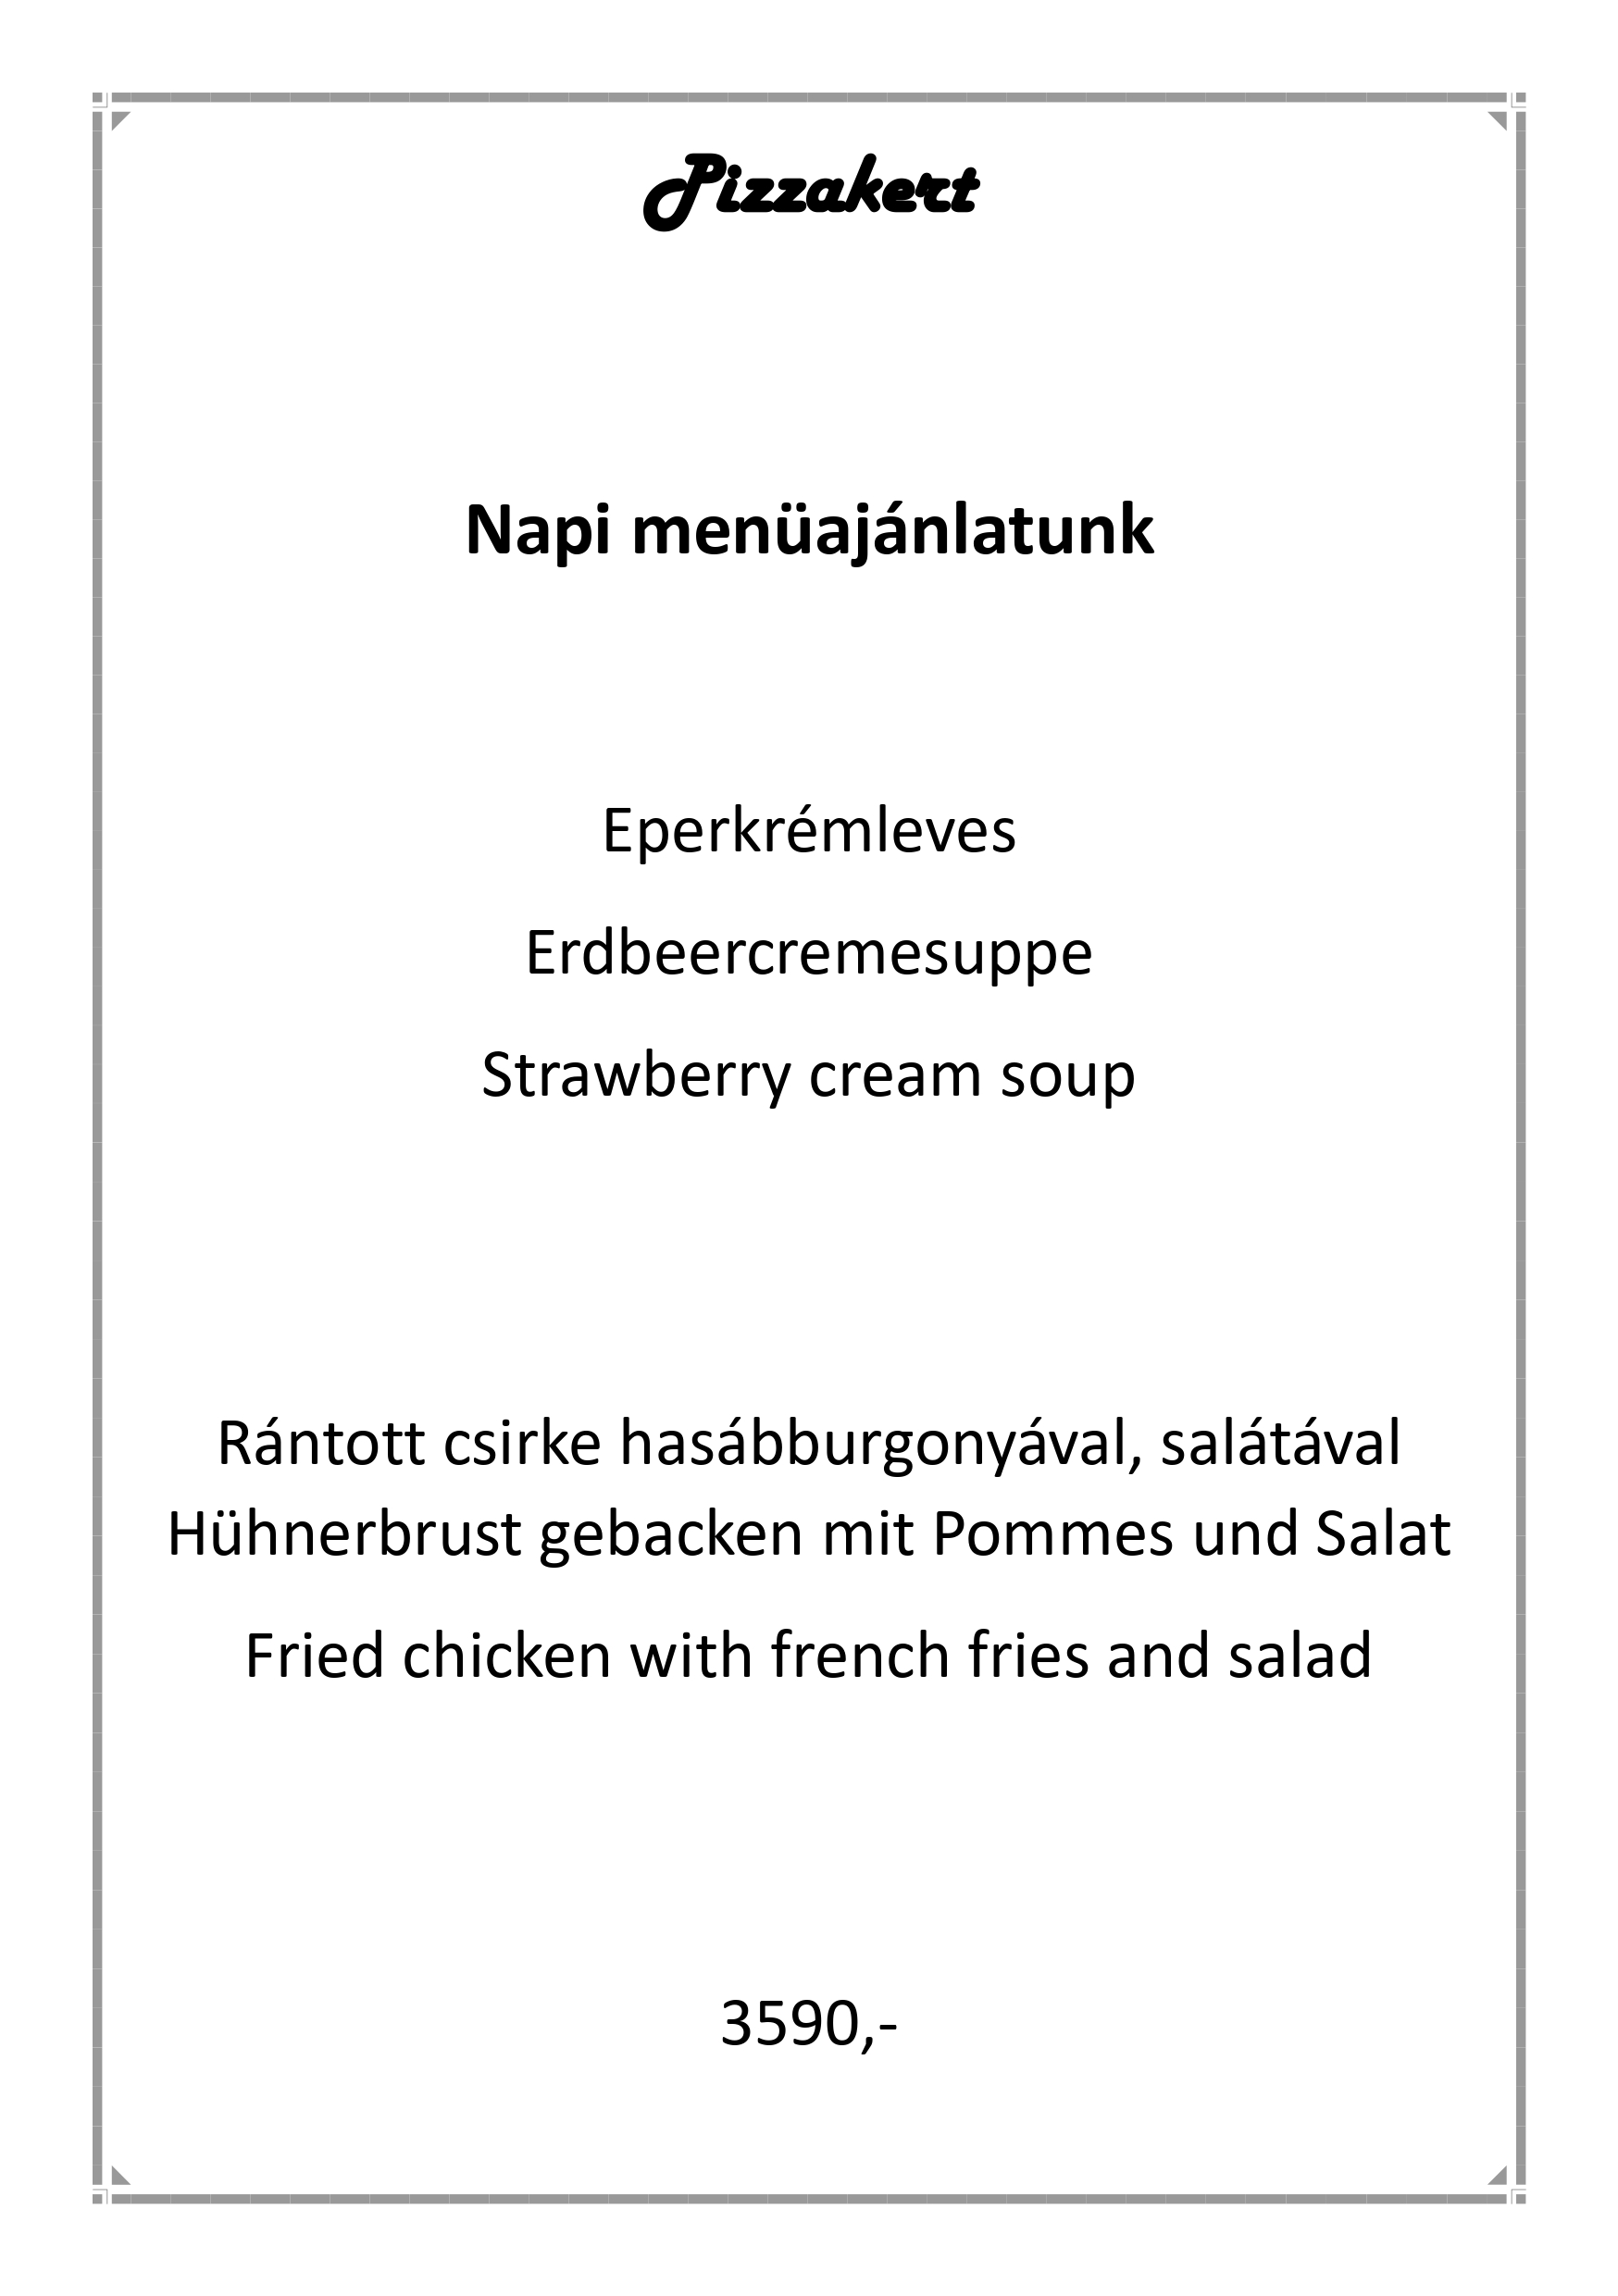 Pizzakert
Napi menüajánlatunk
Eperkrémleves
Erdbeercremesuppe
Strawberry cream soup
Rántott csirke hasábburgonyával, salátával
Hühnerbrust gebacken mit Pommes und Salat
Fried chicken with french fries and salad
3590,-